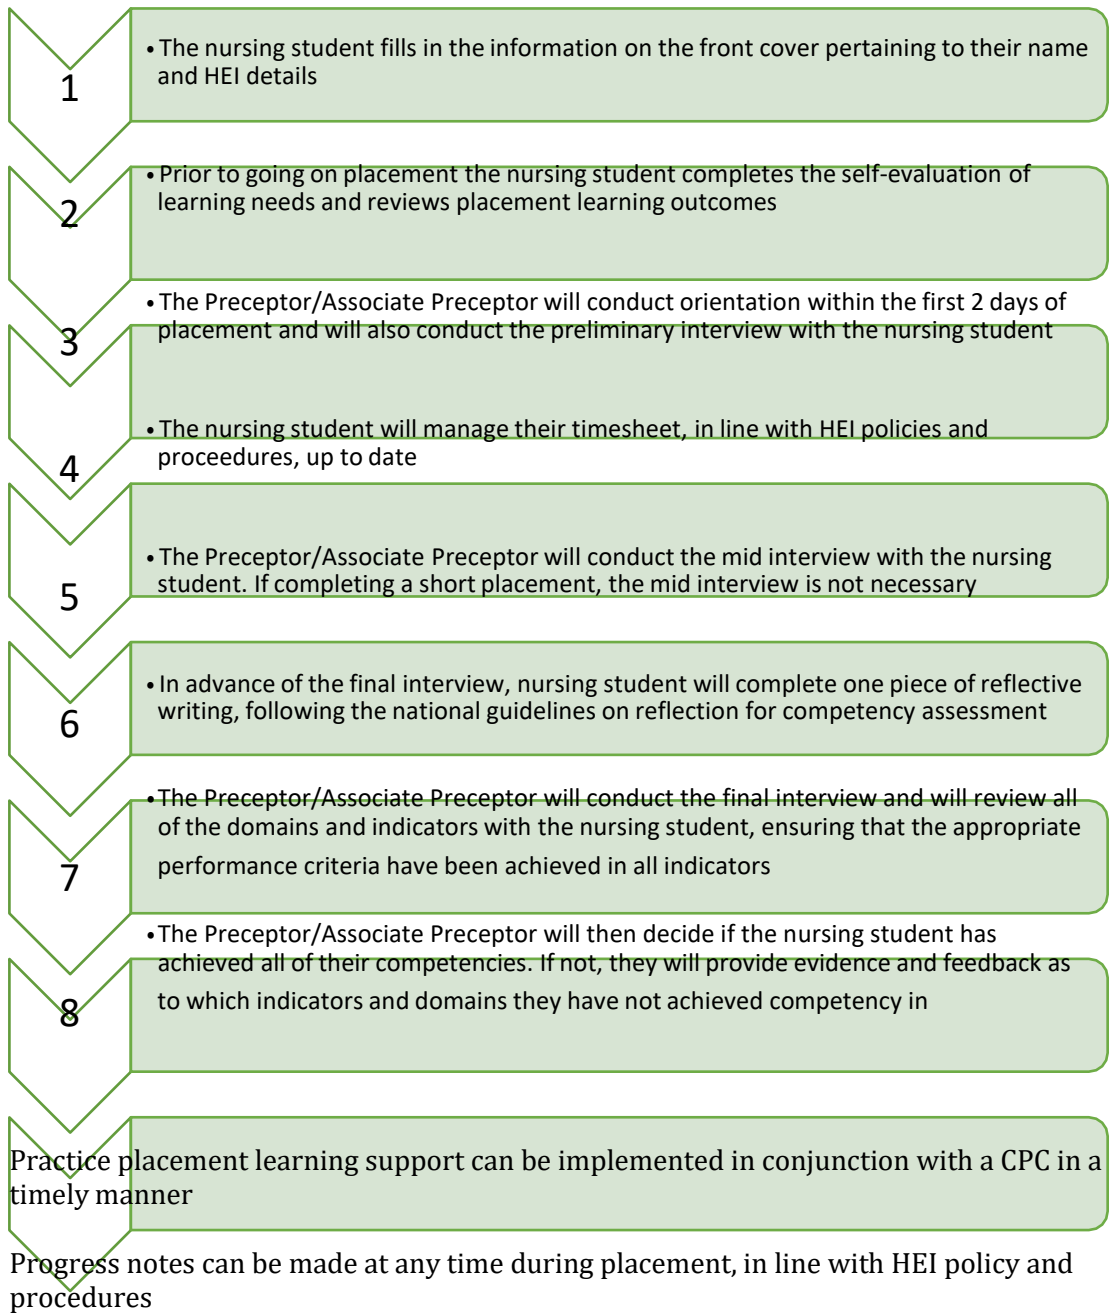 • The nursing student fills in the information on the front cover pertaining to their name
1
and HEI details
• Prior to going on placement the nursing student completes the self-evaluation of
2
learning needs and reviews placement learning outcomes
• The Preceptor/Associate Preceptor will conduct orientation within the first 2 days of
3
placement and will also conduct the preliminary interview with the nursing student
• The nursing student will manage their timesheet, in line with HEI policies and
4
proceedures, up to date
• The Preceptor/Associate Preceptor will conduct the mid interview with the nursing
5
student. If completing a short placement, the mid interview is not necessary
• In advance of the final interview, nursing student will complete one piece of reflective
6
writing, following the national guidelines on reflection for competency assessment
• The Preceptor/Associate Preceptor will conduct the final interview and will review all
of the domains and indicators with the nursing student, ensuring that the appropriate
7
performance criteria have been achieved in all indicators
• The Preceptor/Associate Preceptor will then decide if the nursing student has
achieved all of their competencies. If not, they will provide evidence and feedback as
8
to which indicators and domains they have not achieved competency in
Practice placement learning support can be implemented in conjunction with a CPC in a
timely manner
Progress notes can be made at any time during placement, in line with HEI policy and
procedures